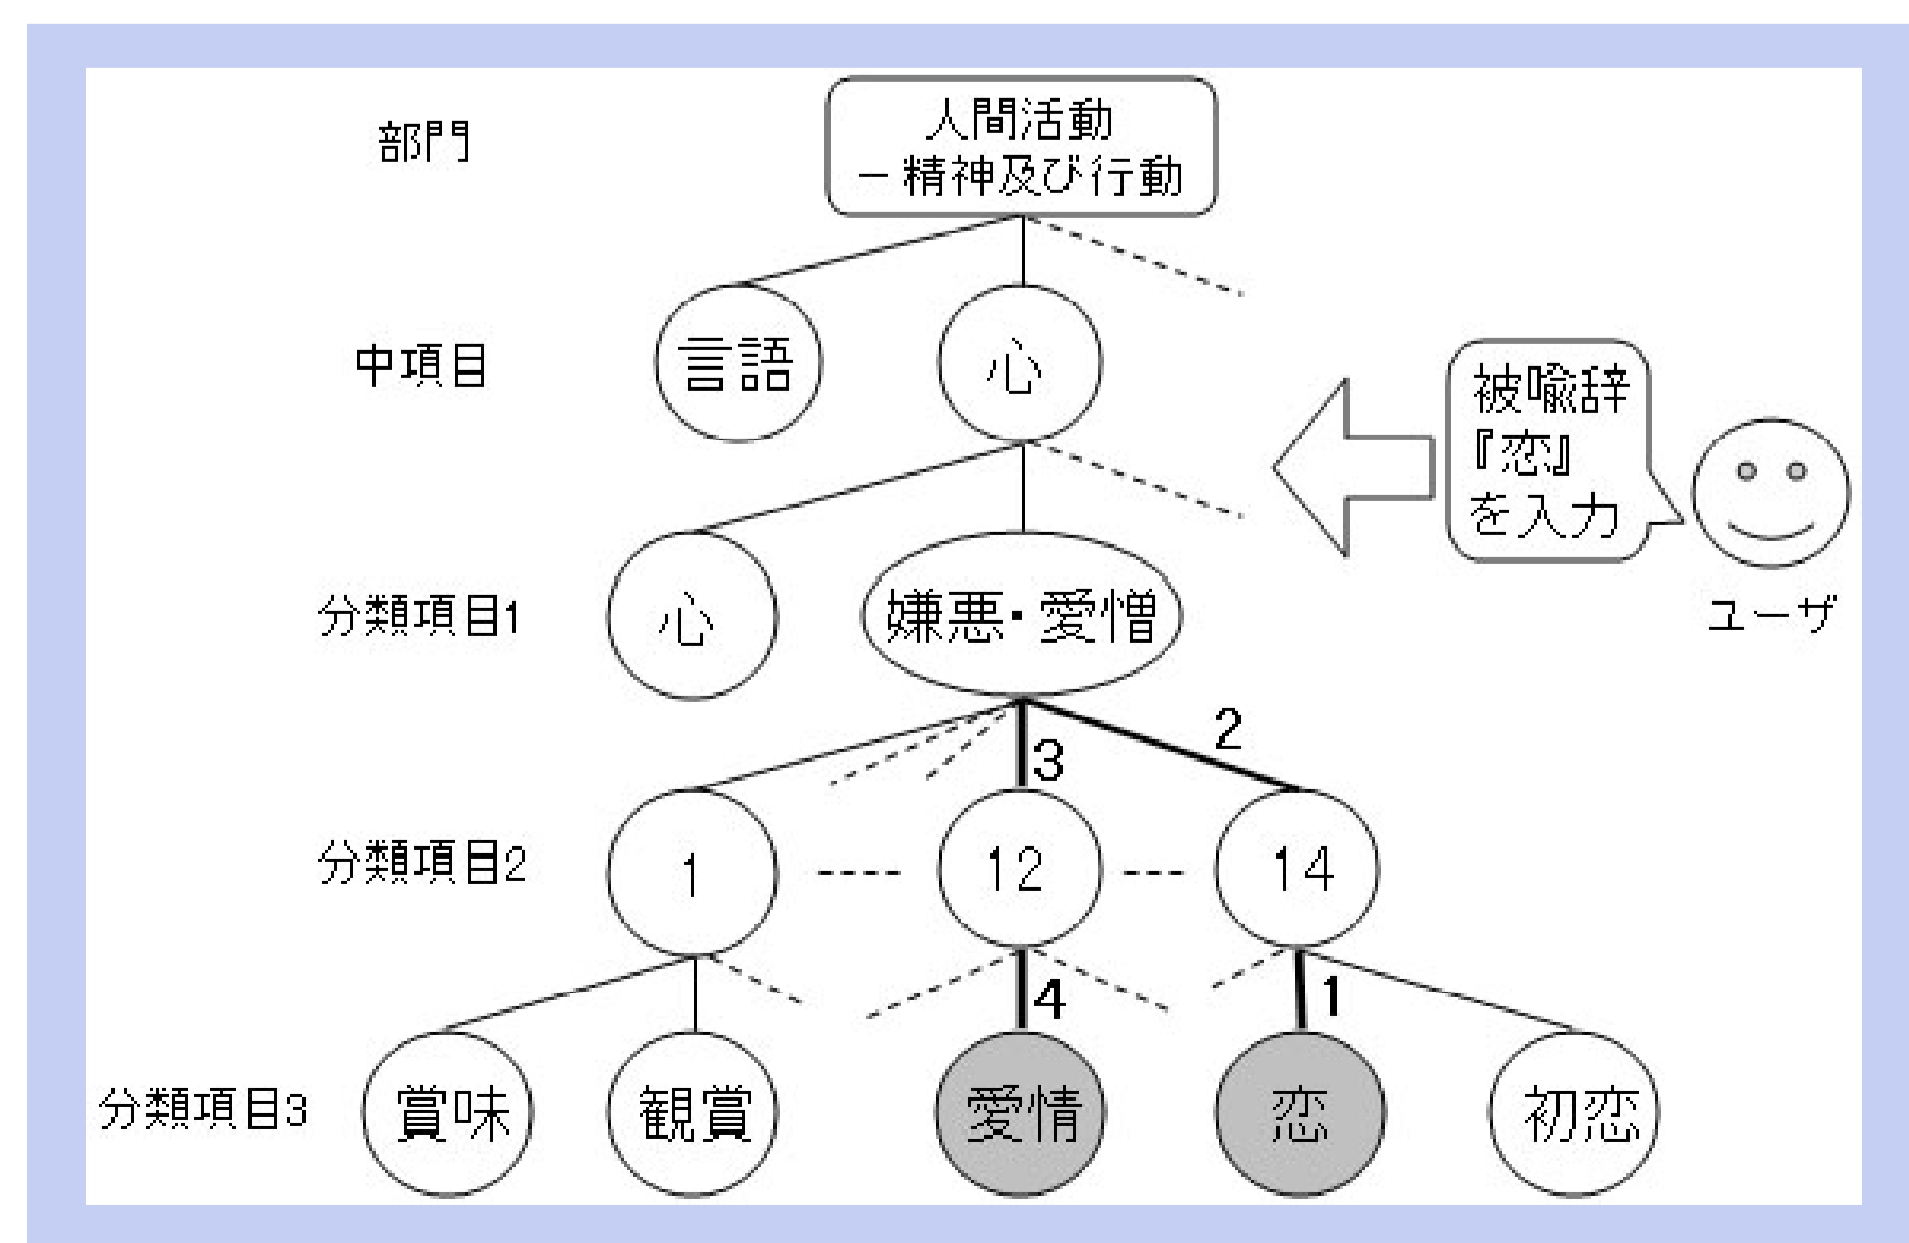 部門
人間活動
－精神及び行動
中項目
言語
心
被喩辞
『恋』
を入力
ユーザ
分類項目1
心
嫌悪・愛憎
2
3
分類項目2
1
12
14
4
1
分類項目3
賞味
観賞
愛情
恋
初恋